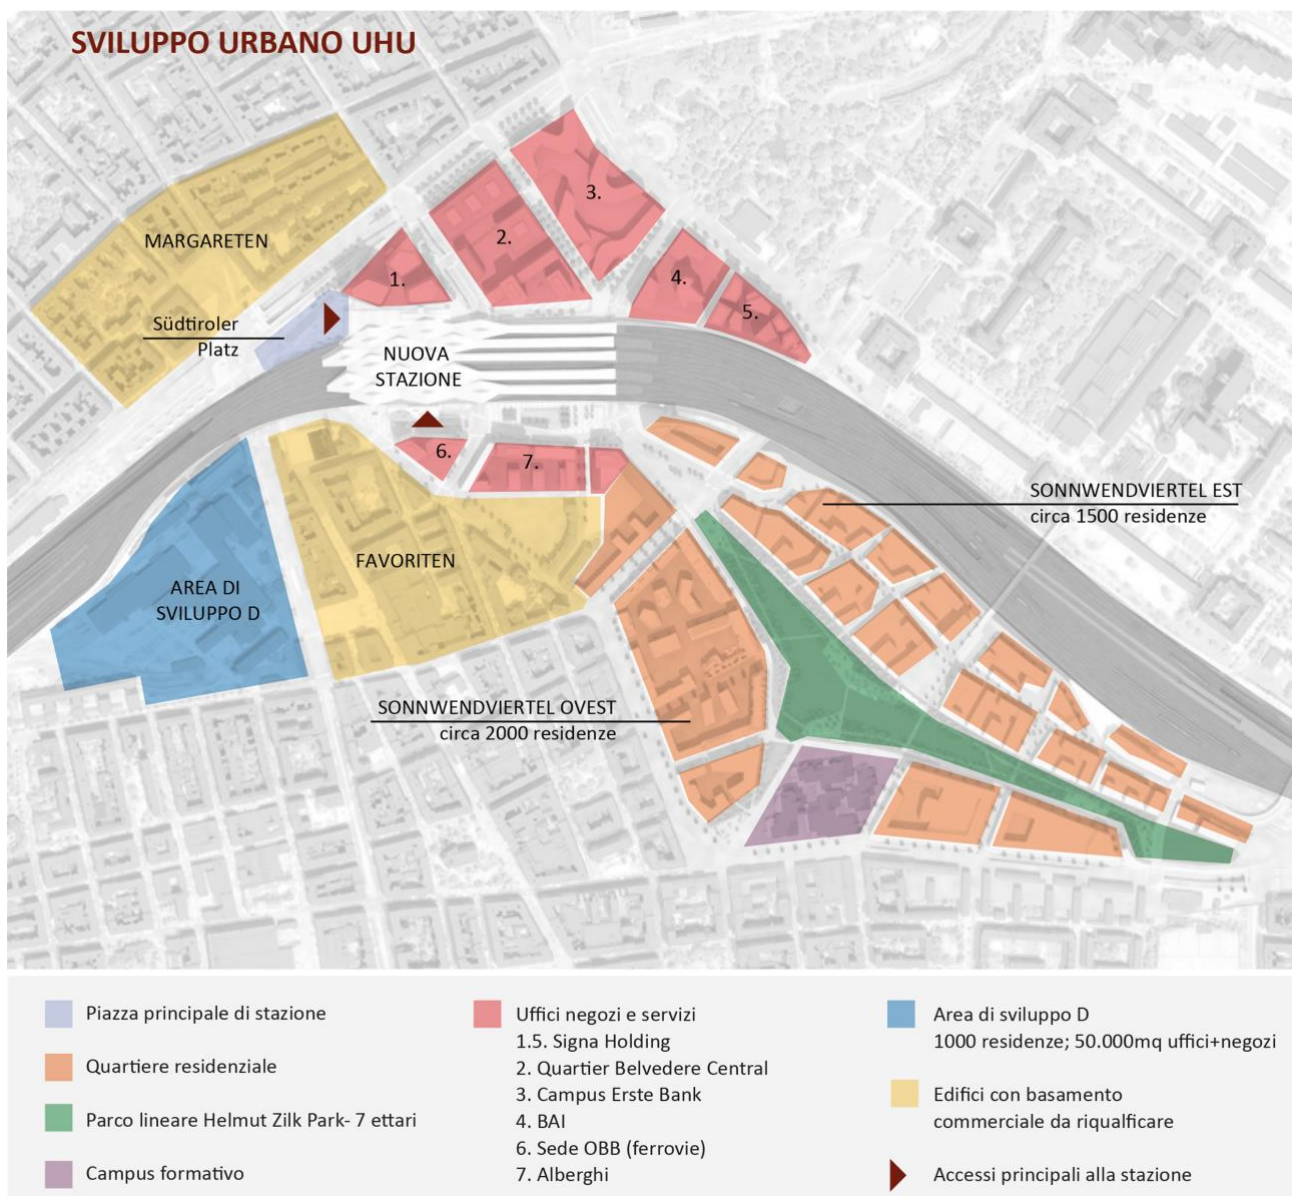 SVILUPPO URBANO UHU
MARGARETEN
1.
2.
3.
4.
5.
Südtiroler
Platz
NUOVA
STAZIONE
6.
7.
SONNWENDVIERTEL EST
circa 1500 residenze
FAVORITEN
AREA DI
SVILUPPO D
SONNWENDVIERTEL OVEST
circa 2000 residenze
Piazza principale di stazione
Quartiere residenziale
Parco lineare Helmut Zilk Park- 7 ettari
Campus formativo
Uffici negozi e servizi
1.5. Signa Holding
2. Quartier Belvedere Central
3. Campus Erste Bank
4. BAI
6. Sede OBB (ferrovie)
7. Alberghi
Area di sviluppo D
1000 residenze; 50.000mq uffici+negozi
Edifici con basamento
commerciale da riqualficare
Accessi principali alla stazione